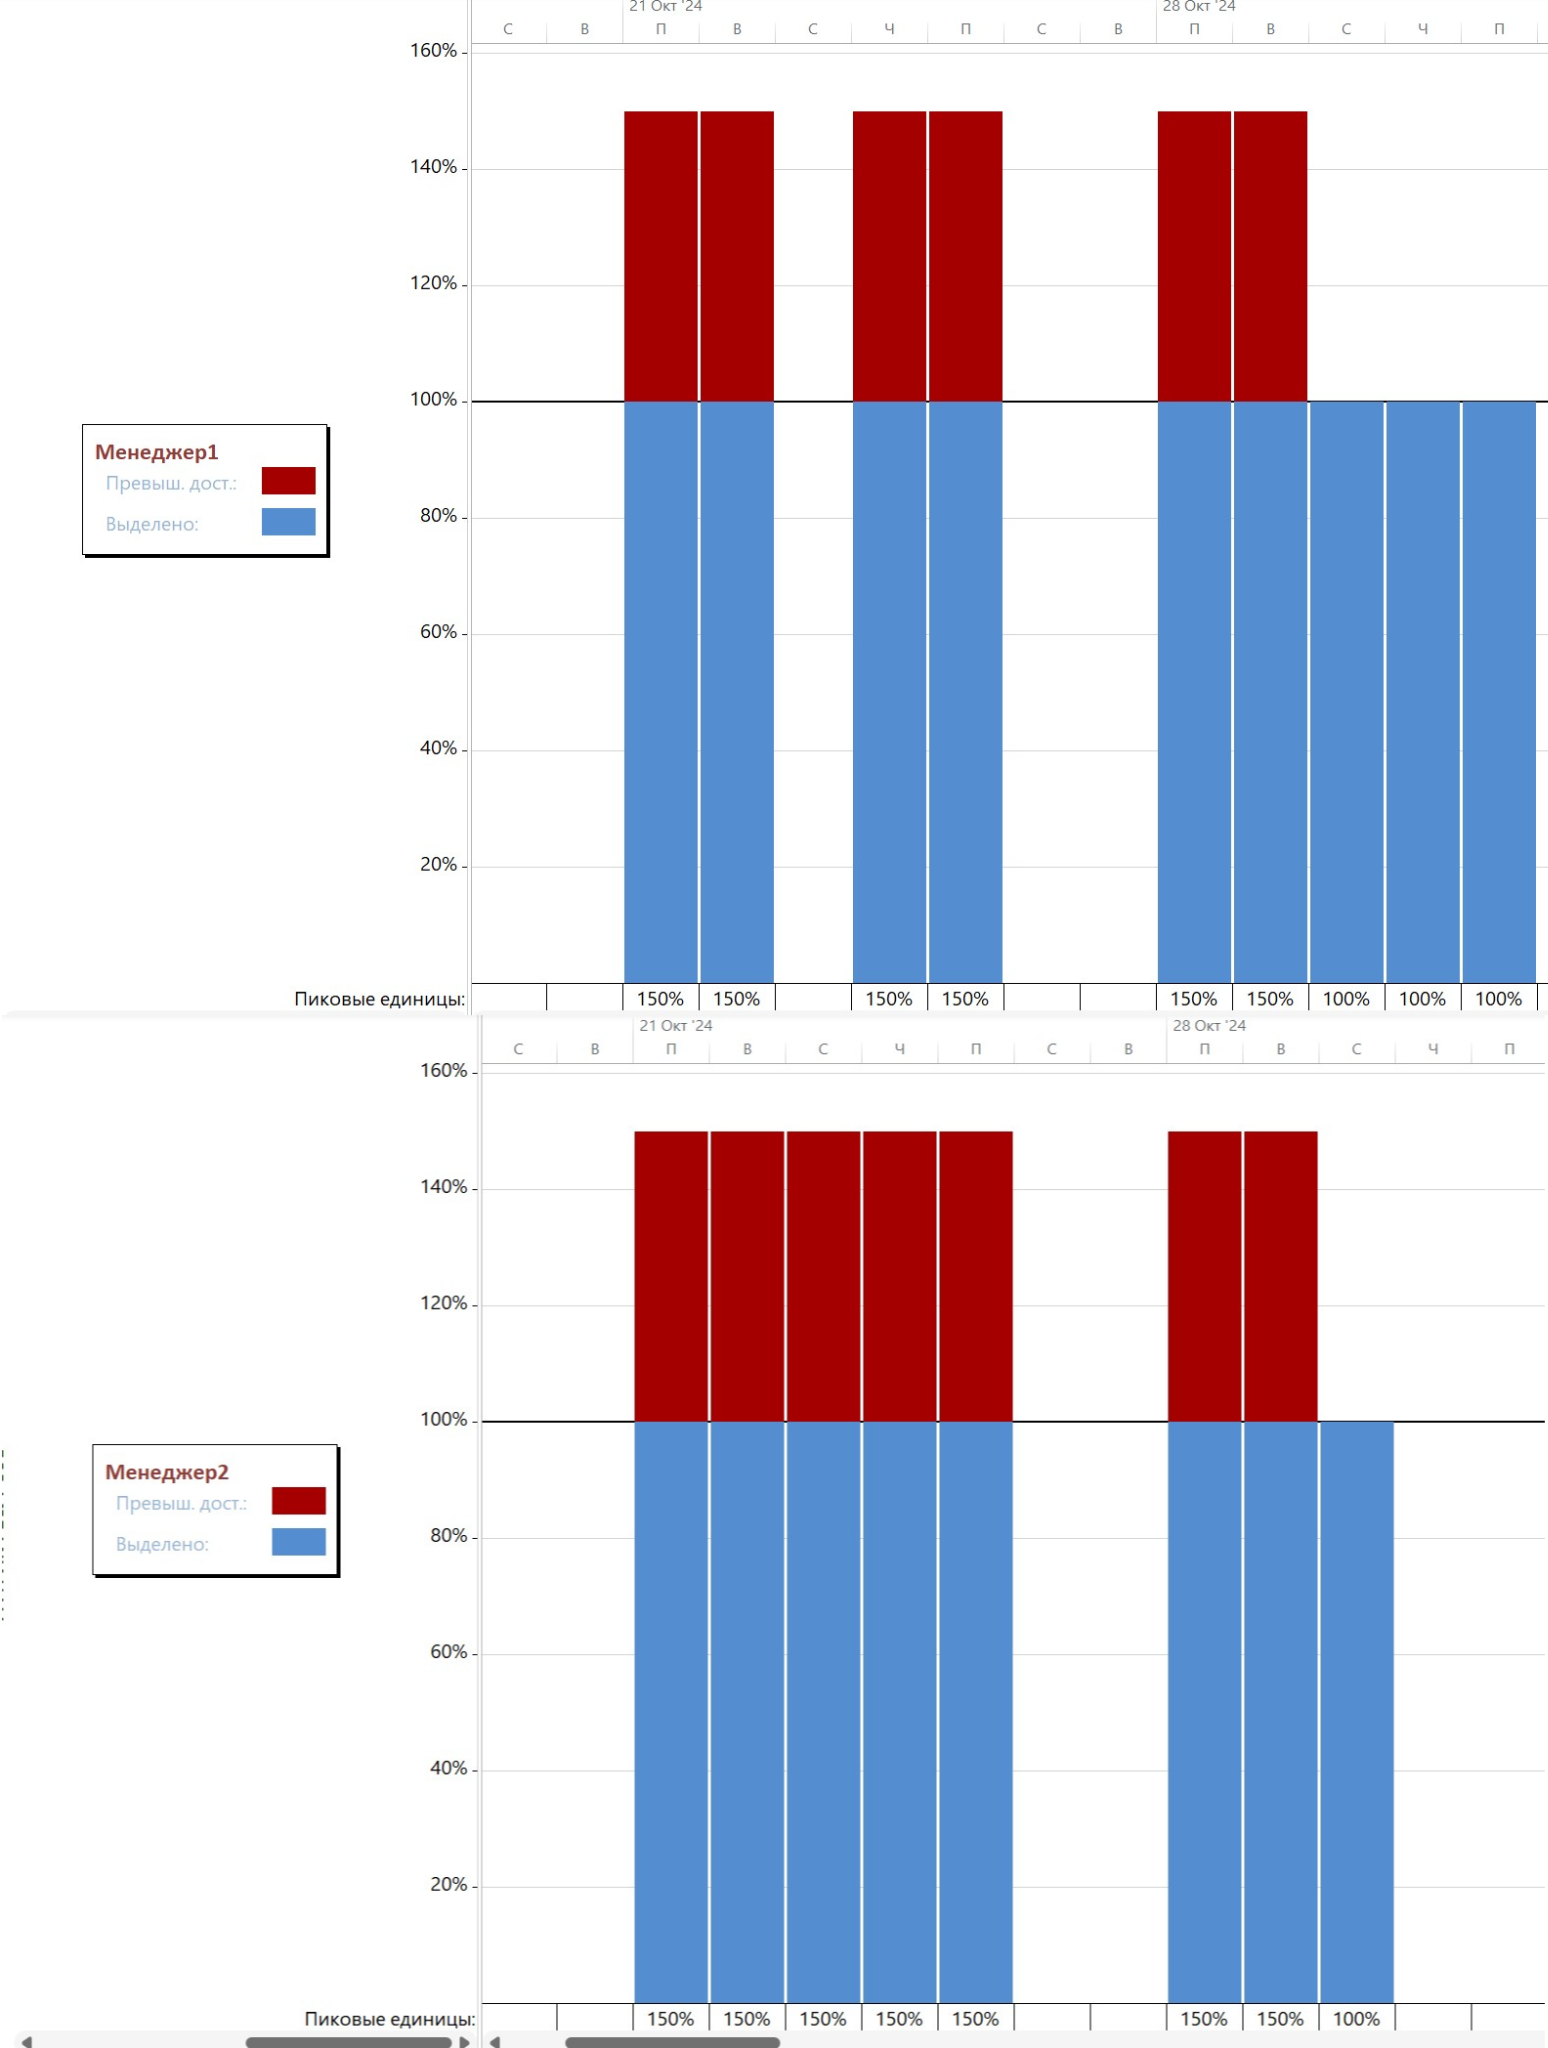 21 Окт '24 28 Окт '24
С В П В С Ч П С В П В С Ч П
160%
140%
120%
100%
Менеджер1
Превыш. дост.:
Выделено:
80%
60%
40%
20%
Пиковые единицы: 150% 150% 150% 150% 150% 150% 100% 100% 100%
21 Окт '24 28 Окт '24
С В П В С Ч П С В П В С Ч П
160%
140%
120%
100%
Менеджер2
Превыш. дост.:
Выделено:
80%
60%
40%
20%
Пиковые единицы: 150% 150% 150% 150% 150% 150% 150% 100%